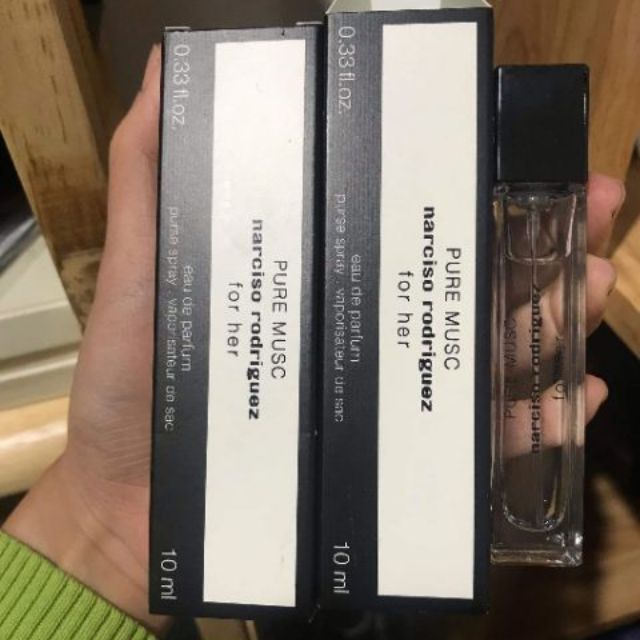 0.33 fl.oz.
PURE MUSC
narciso rodriguez
for her
eau de parfum
purse spray vaporisateur de sac
10 ml
0.33 fl.oz.
PURE MUSC
narciso rodriguez
for her
eau de parfum
purse spray vaporisateur de sac
10 ml
PURE MUSC
narciso rodriguez
for her